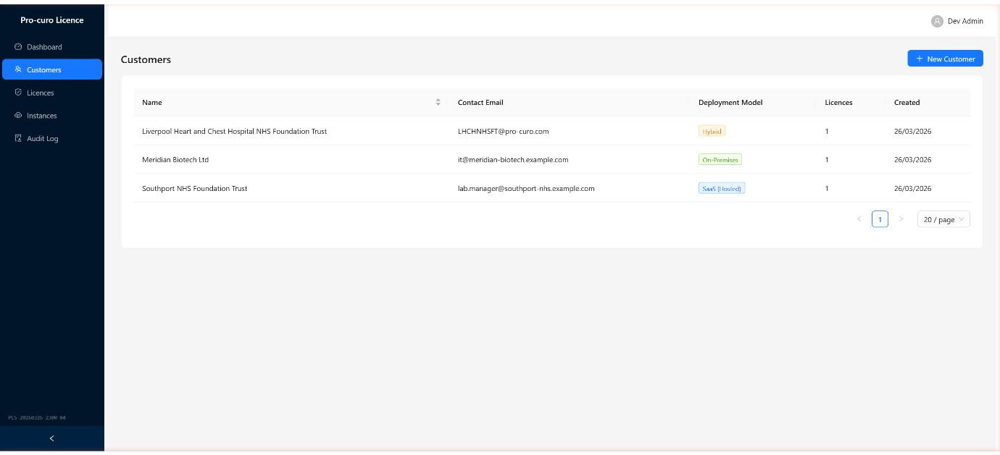 Pro-curo Licence
Dev Admin
Dashboard
Customers
Licences
Instances
Audit Log
Customers
New Customer
Name Contact Email Deployment Model Licences Created
Liverpool Heart and Chest Hospital NHS Foundation Trust LHCHNHSFT@pro-curo.com Hybrid 1 26/03/2026
Meridian Biotech Ltd it@meridian-biotech.example.com On-Premises 1 26/03/2026
Southport NHS Foundation Trust lab.manager@southport-nhs.example.com SaaS (Hosted) 1 26/03/2026
1 20 / page
PLS 20260326 2300 04